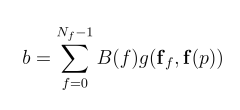 $b = \sum_{f=0}^{N_f-1} B(f)g(\mathbf{f}_f, \mathbf{f}(p))$